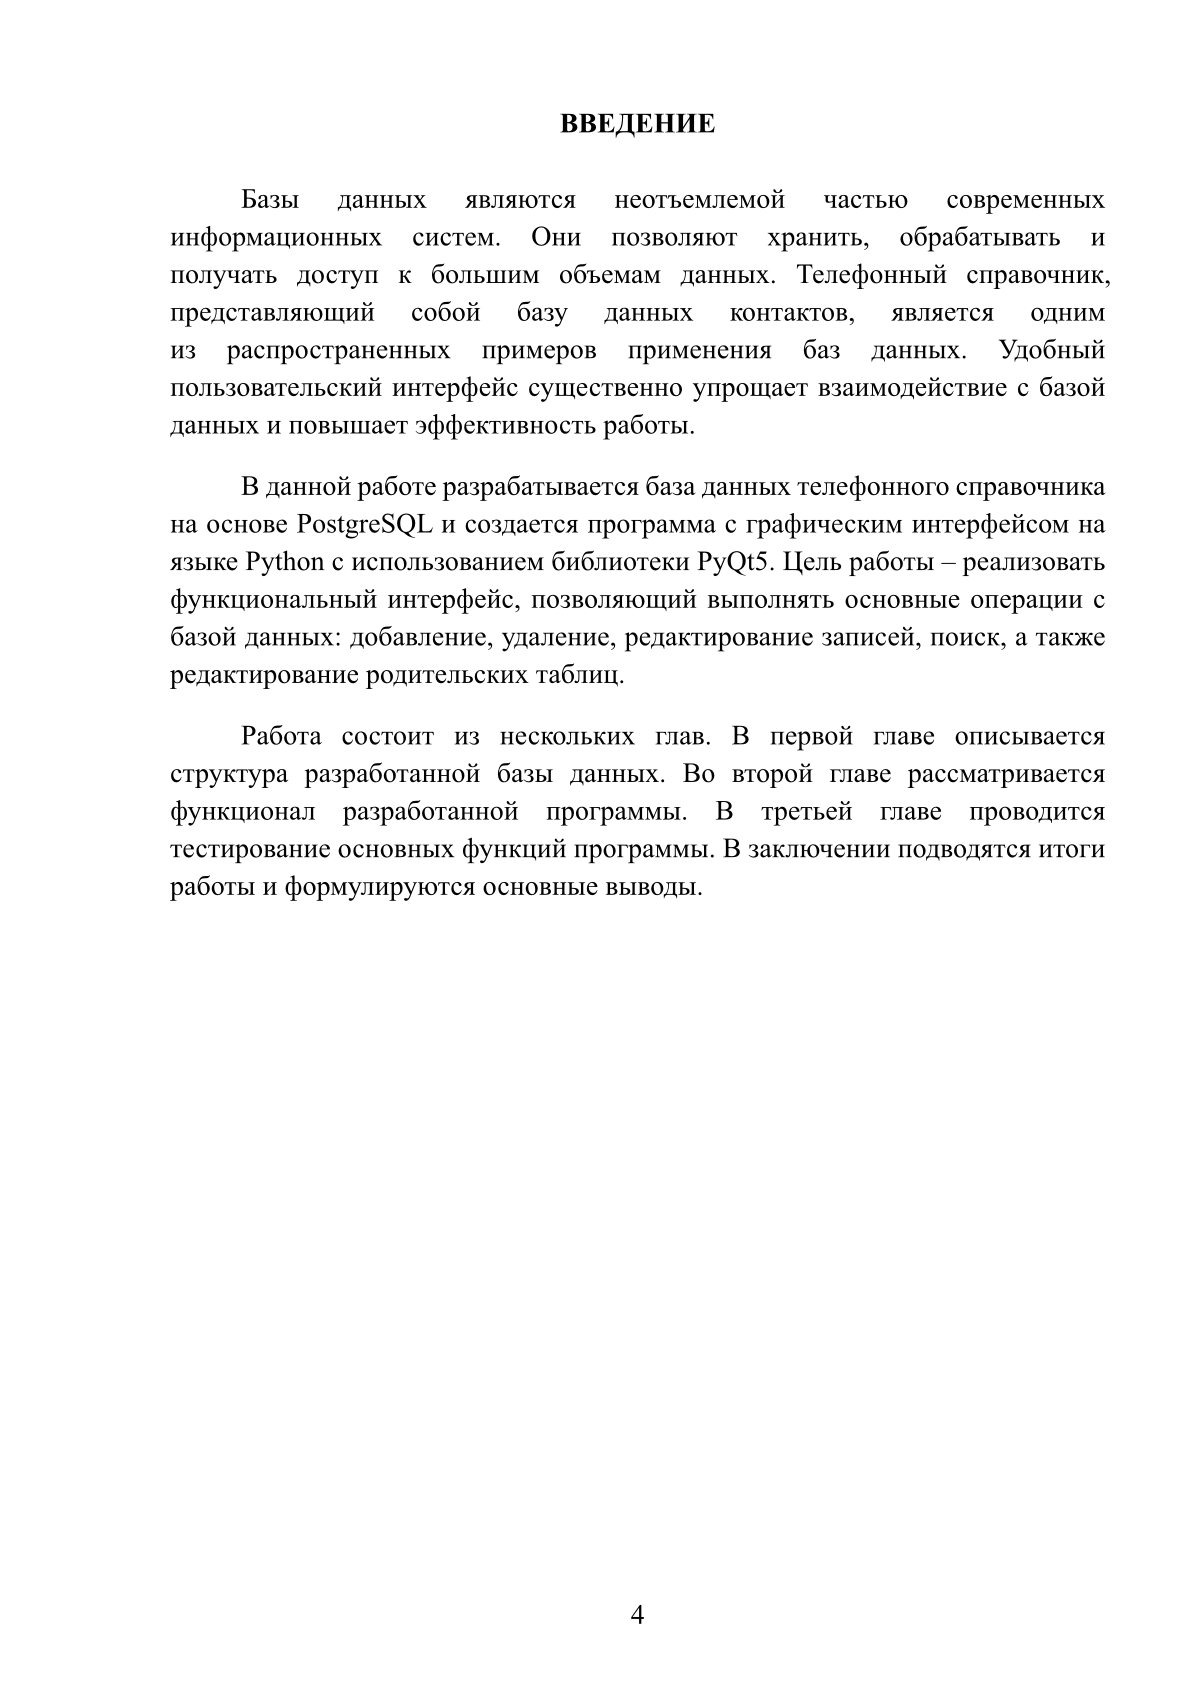 ВВЕДЕНИЕ
Базы данных являются неотъемлемой частью современных
информационных систем. Они позволяют хранить, обрабатывать и
получать доступ к большим объемам данных. Телефонный справочник,
представляющий собой базу данных контактов, является одним
из распространенных примеров применения баз данных. Удобный
пользовательский интерфейс существенно упрощает взаимодействие с базой
данных и повышает эффективность работы.
В данной работе разрабатывается база данных телефонного справочника
на основе PostgreSQL и создается программа с графическим интерфейсом на
языке Python с использованием библиотеки PyQt5. Цель работы – реализовать
функциональный интерфейс, позволяющий выполнять основные операции с
базой данных: добавление, удаление, редактирование записей, поиск, а также
редактирование родительских таблиц.
Работа состоит из нескольких глав. В первой главе описывается
структура разработанной базы данных. Во второй главе рассматривается
функционал разработанной программы. В третьей главе проводится
тестирование основных функций программы. В заключении подводятся итоги
работы и формулируются основные выводы.
4